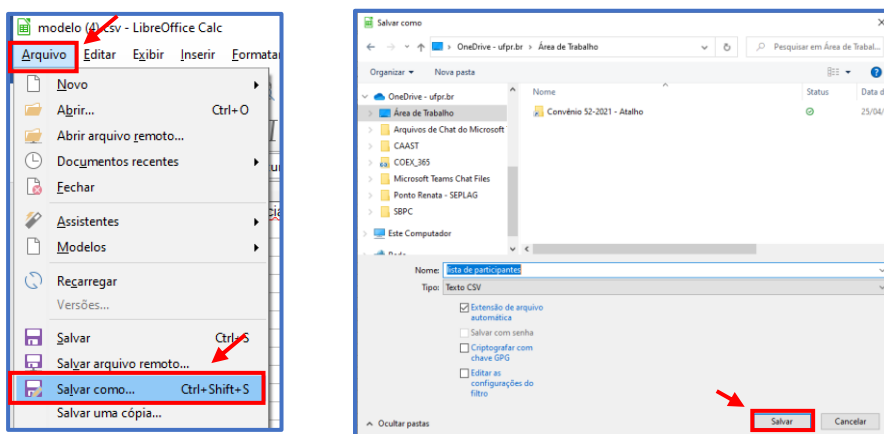 modelo (4).csv - LibreOffice Calc
Arquivo Editar Exibir Inserir Formatar
Novo
Abrir... Ctrl+O
Abrir arquivo remoto...
Documentos recentes
Fechar
Assistentes
Modelos
Recarregar
Versões...
Salvar Ctrl+S
Salvar arquivo remoto...
Salvar como... Ctrl+Shift+S
Salvar uma cópia...
Salvar como
OneDrive - ufpr.br > Área de Trabalho
Pesquisar em Área de Trabal...
Organizar Nova pasta
Nome Status Data d
OneDrive - ufpr.br
Área de Trabalho
Arquivos de Chat do Microsoft
CAAST
COEX_365
Microsoft Teams Chat Files
Ponto Renata - SEPLAG
SBPC
Este Computador
Convênio 52-2021 - Atalho 25/04/
Nome: lista de participantes
Tipo: Texto CSV
Extensão de arquivo
automática
Salvar com senha
Criptografar com
chave GPG
Editar as
configurações do
filtro
Ocultar pastas
Salvar Cancelar